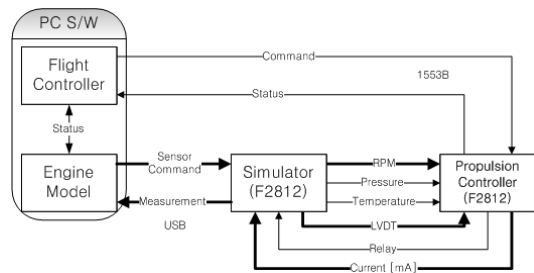 PC S/W
Flight
Controller
Command
1553B
Status
Status
Engine
Model
Sensor
Command
Measurement
USB
Simulator
(F2812)
RPM
Pressure
Temperature
LVDT
Relay
Current [mA]
Propulsion
Controller
(F2812)